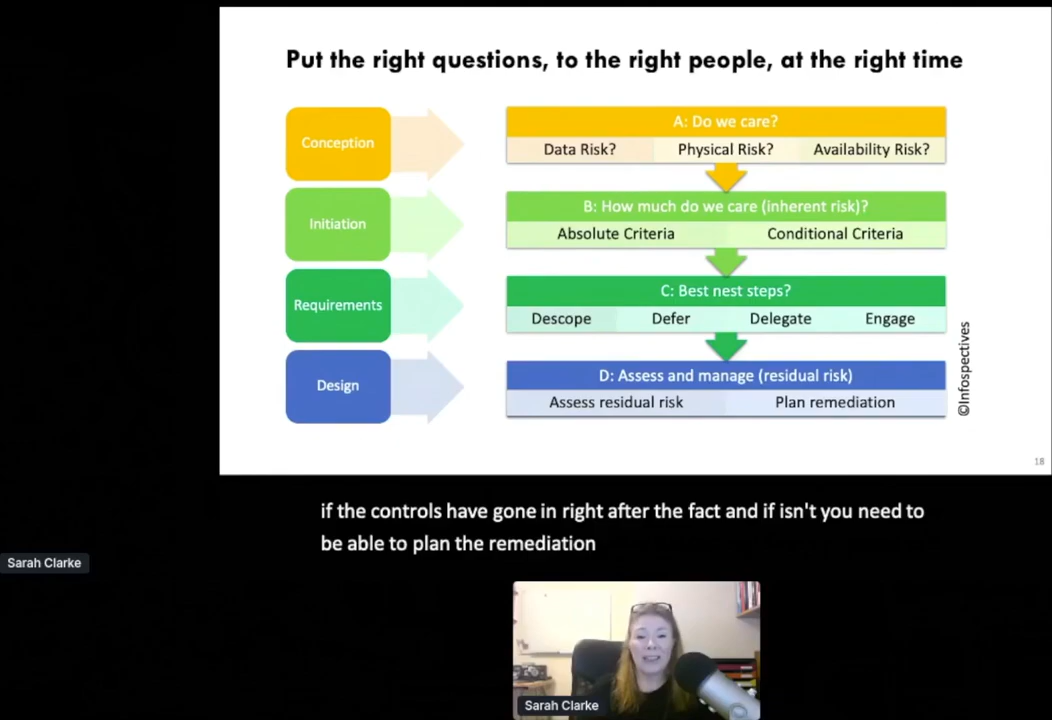 Put the right questions, to the right people, at the right time
Conception
A: Do we care?
Data Risk?
Physical Risk?
Availability Risk?
Initiation
B: How much do we care (inherent risk)?
Absolute Criteria
Conditional Criteria
Requirements
C: Best nest steps?
Descope
Defer
Delegate
Engage
Design
D: Assess and manage (residual risk)
Assess residual risk
Plan remediation
©Infospectives
18
if the controls have gone in right after the fact and if isn't you need to
be able to plan the remediation
Sarah Clarke
Sarah Clarke